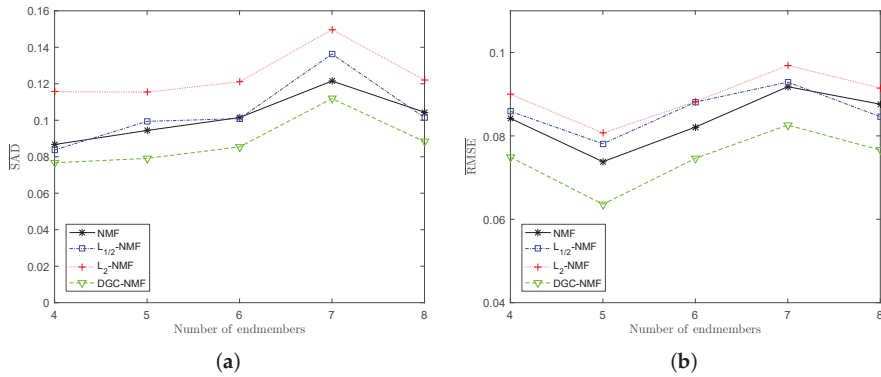 0.16
0.14
0.12
0.1
0.08
0.06
0.04
0.02
0
SAD
NMF
L1/2-NMF
L2-NMF
DGC-NMF
4 5 6 7 8
Number of endmembers
(a)
0.1
0.08
0.06
0.04
RMSE
NMF
L1/2-NMF
L2-NMF
DGC-NMF
4 5 6 7 8
Number of endmembers
(b)